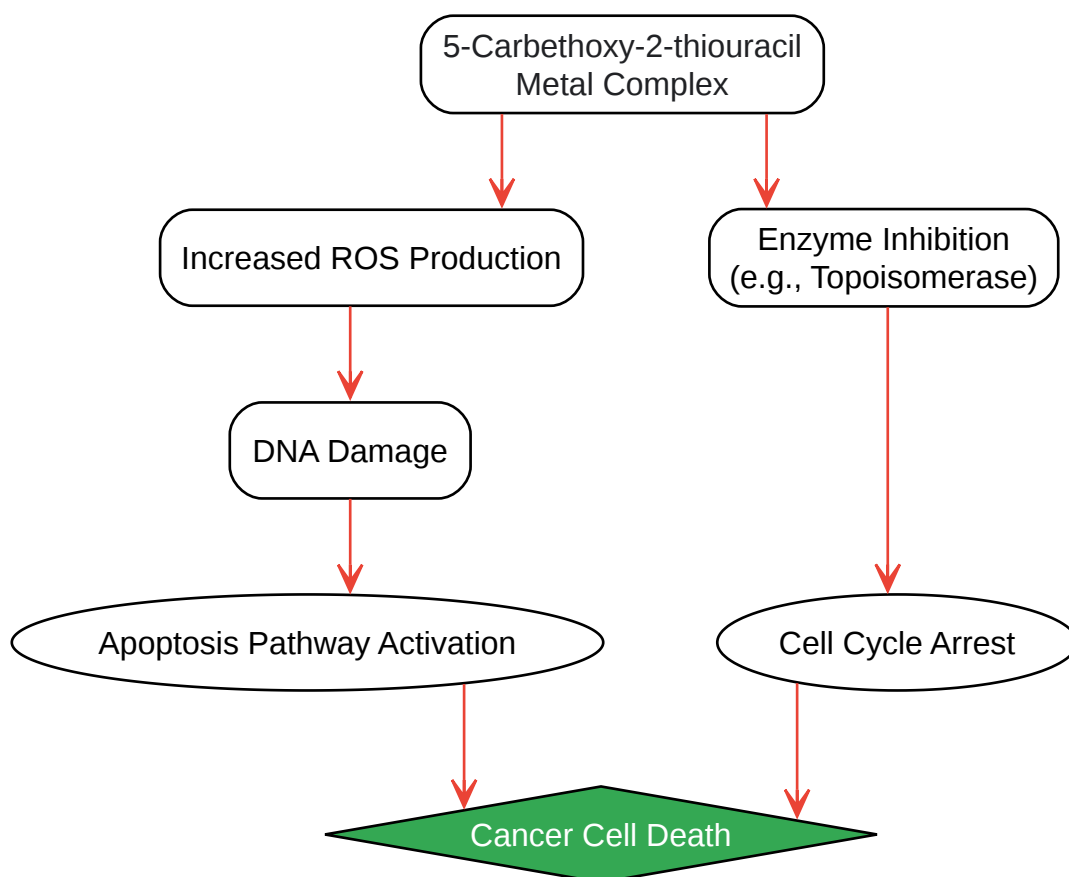 5-Carbethoxy-2-thiouracil
Metal Complex
Increased ROS Production
Enzyme Inhibition
(e.g., Topoisomerase)
DNA Damage
Apoptosis Pathway Activation
Cell Cycle Arrest
Cancer Cell Death